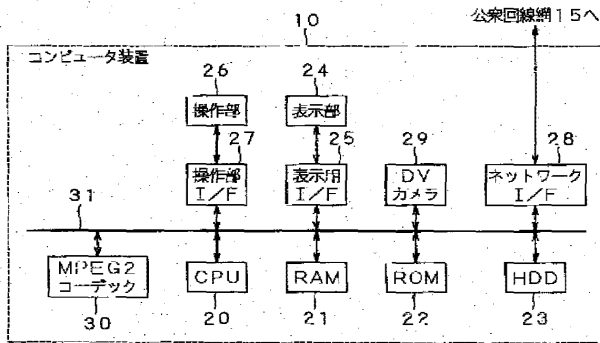 公衆回線網15へ
10
コンピュータ装置
26
24
操作部
表示部
27
25
29
28
操作部
I/F
表示用
I/F
DV
カメラ
ネットワーク
I/F
31
MPEG2
コーデック
CPU
RAM
ROM
HDD
30
20
21
22
23